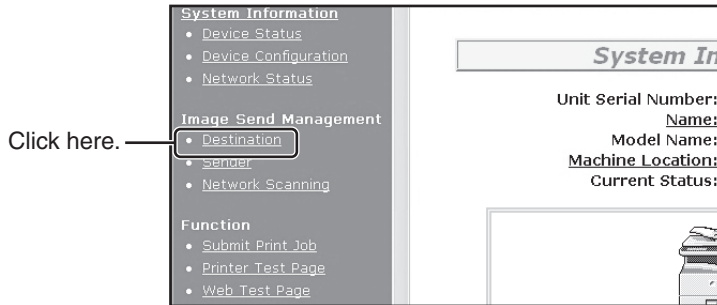 System Information
• Device Status
• Device Configuration
• Network Status
Image Send Management
• Destination
• Sender
• Network Scanning
Function
• Submit Print Job
• Printer Test Page
• Web Test Page
Click here.
System In
Unit Serial Number:
Name:
Model Name:
Machine Location:
Current Status: